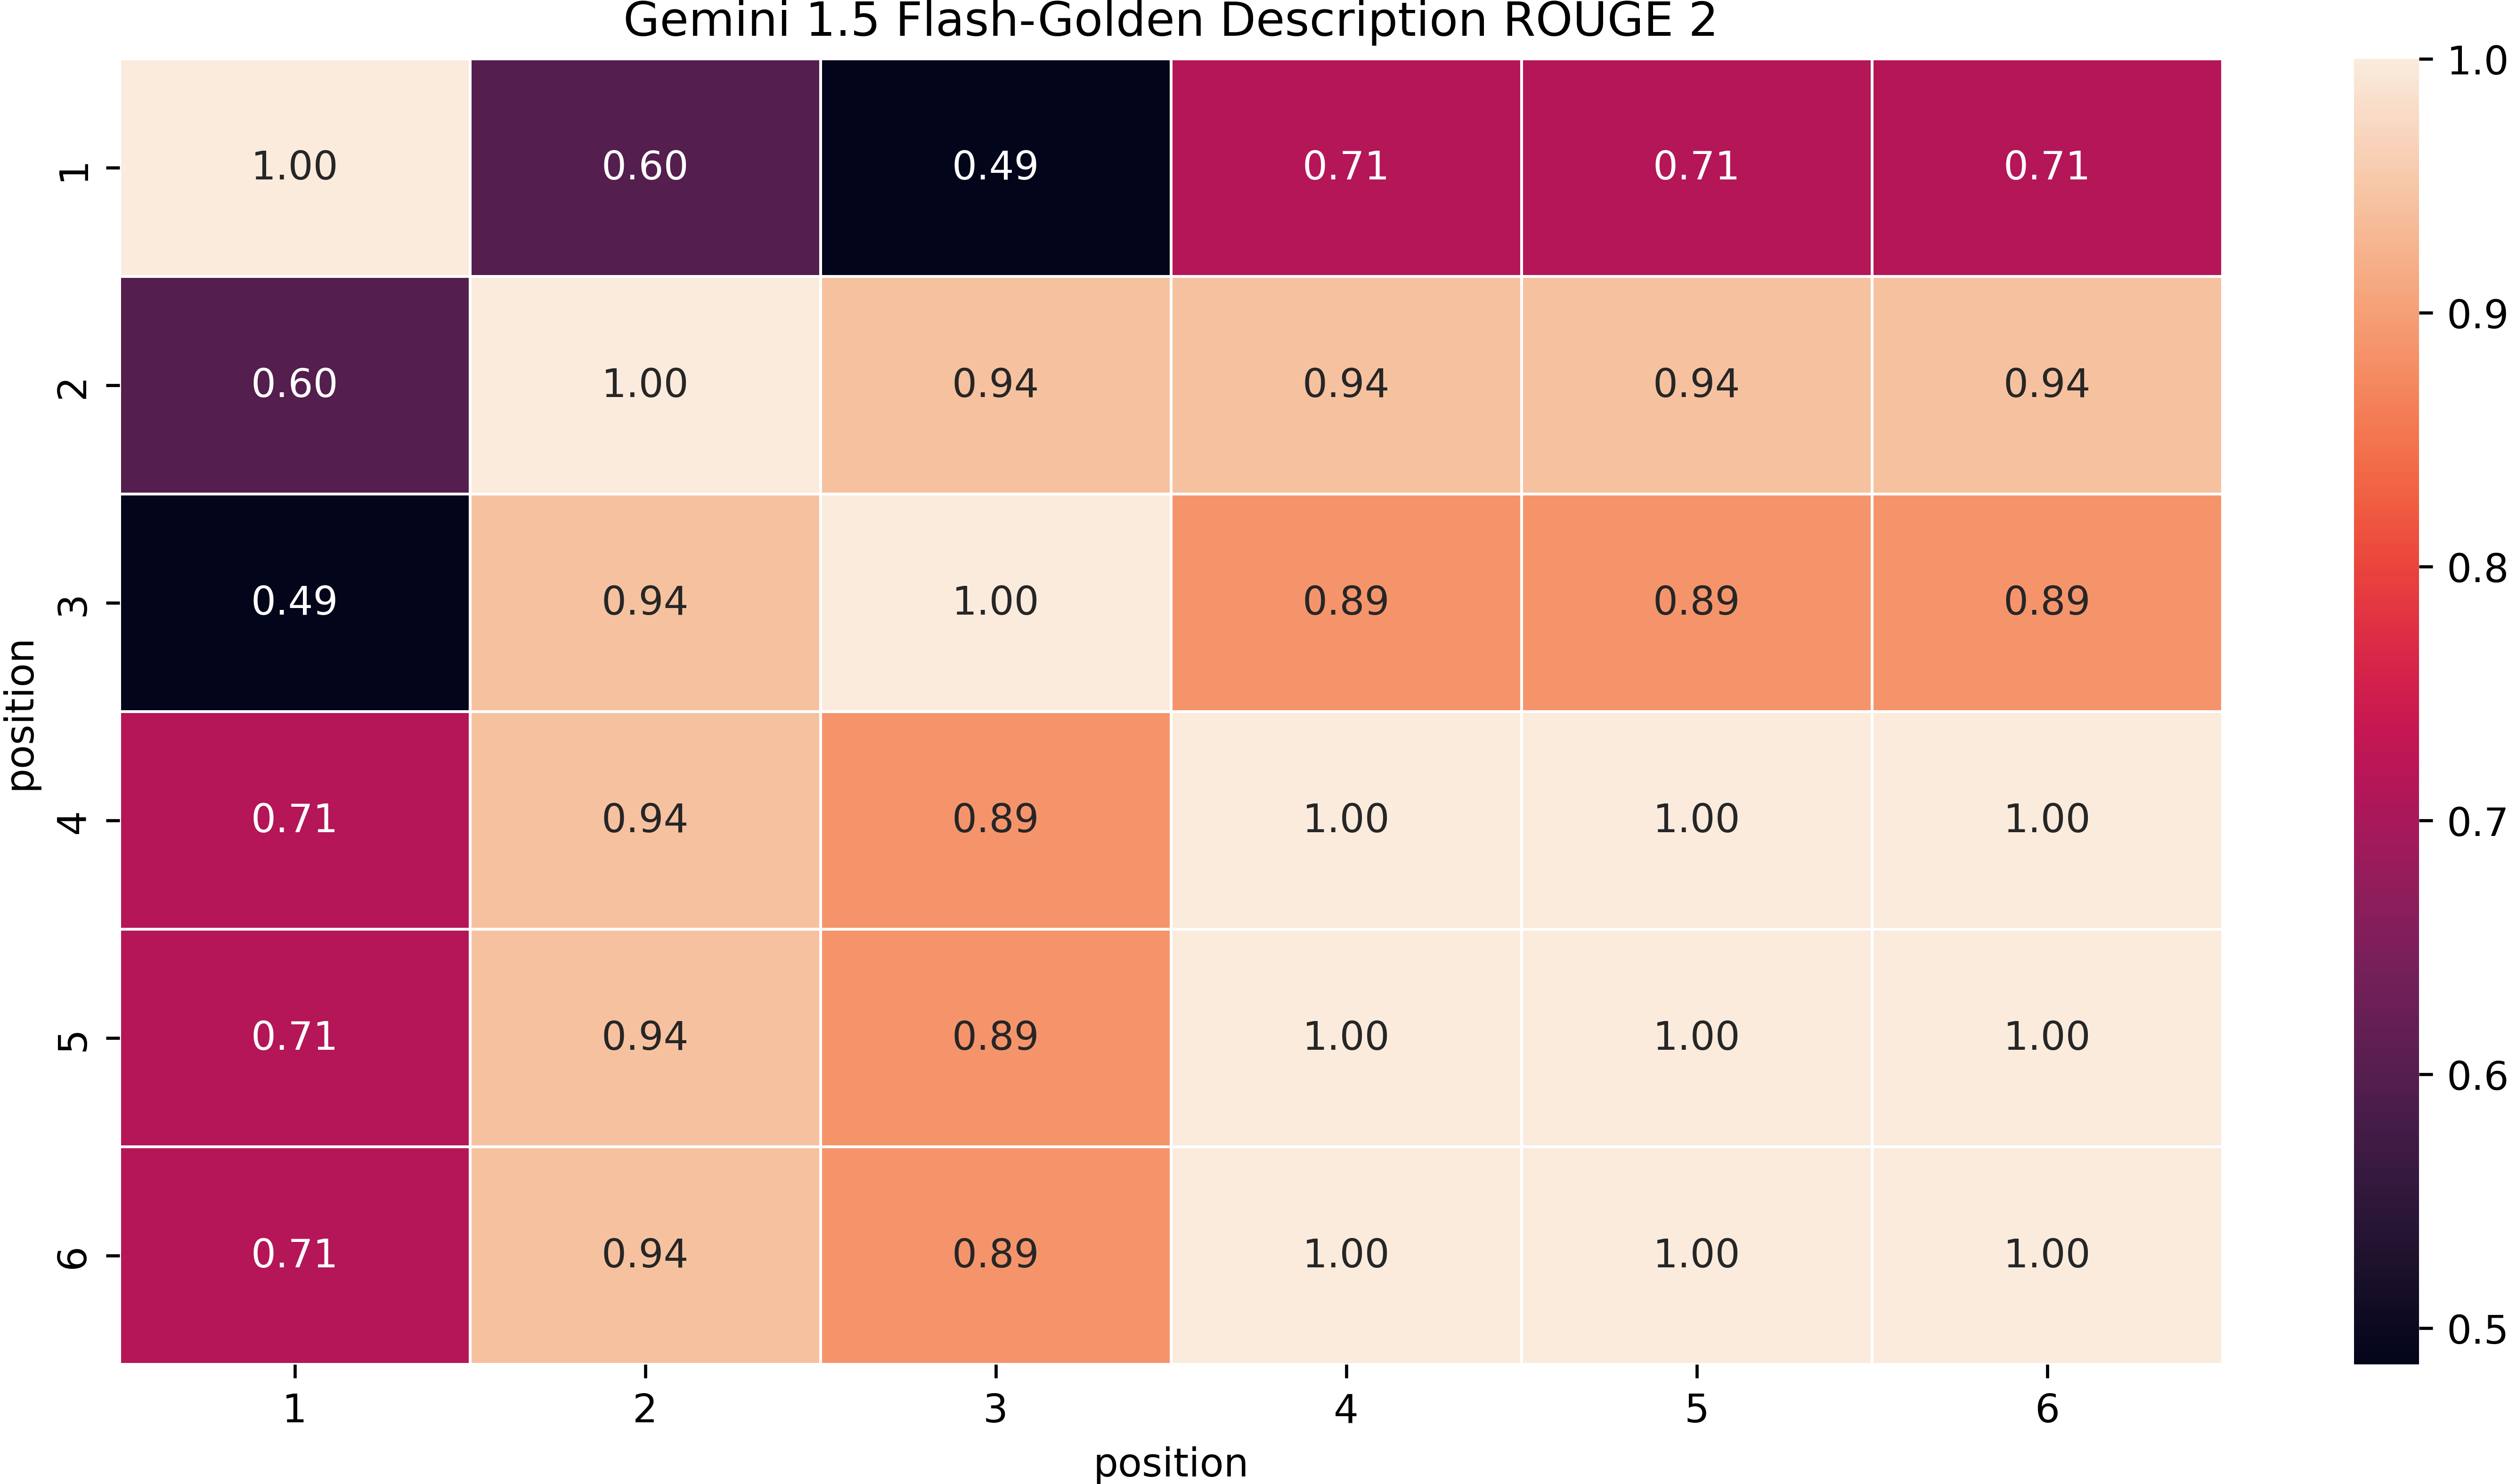 Gemini 1.5 Flash-Golden Description ROUGE 2
1.0
1 1.00 0.60 0.49 0.71 0.71 0.71
0.9
2 0.60 1.00 0.94 0.94 0.94 0.94
0.8
3 0.49 0.94 1.00 0.89 0.89 0.89
position
4 0.71 0.94 0.89 1.00 1.00 1.00
0.7
5 0.71 0.94 0.89 1.00 1.00 1.00
0.6
6 0.71 0.94 0.89 1.00 1.00 1.00
0.5
1 2 3 4 5 6
position